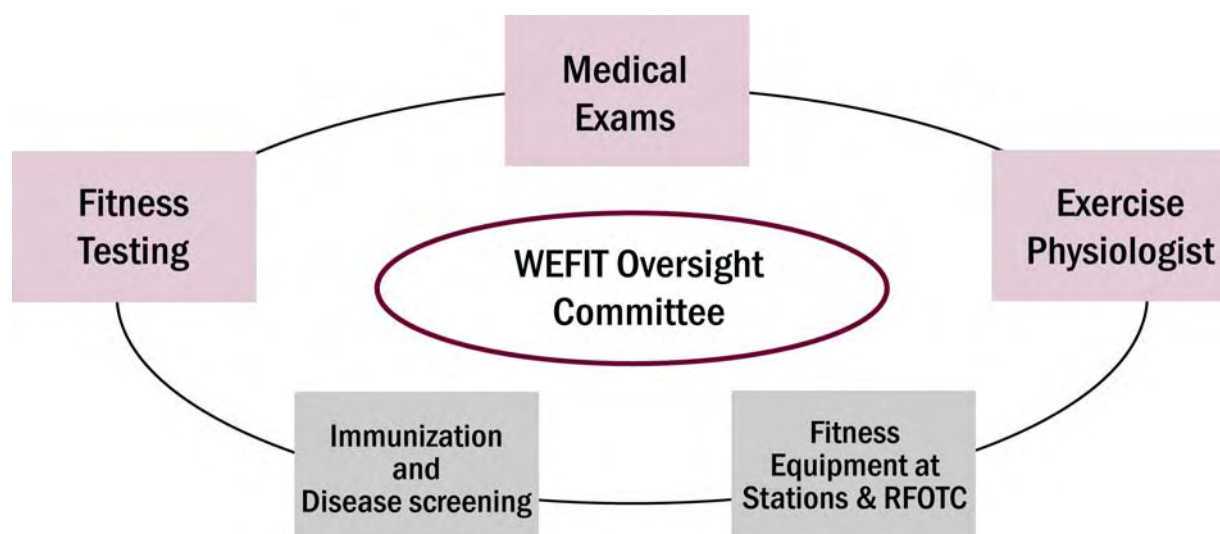 Medical
Exams
Fitness
Testing
Exercise
Physiologist
WEFIT Oversight
Committee
Immunization
and
Disease screening
Fitness
Equipment at
Stations & RFOTC